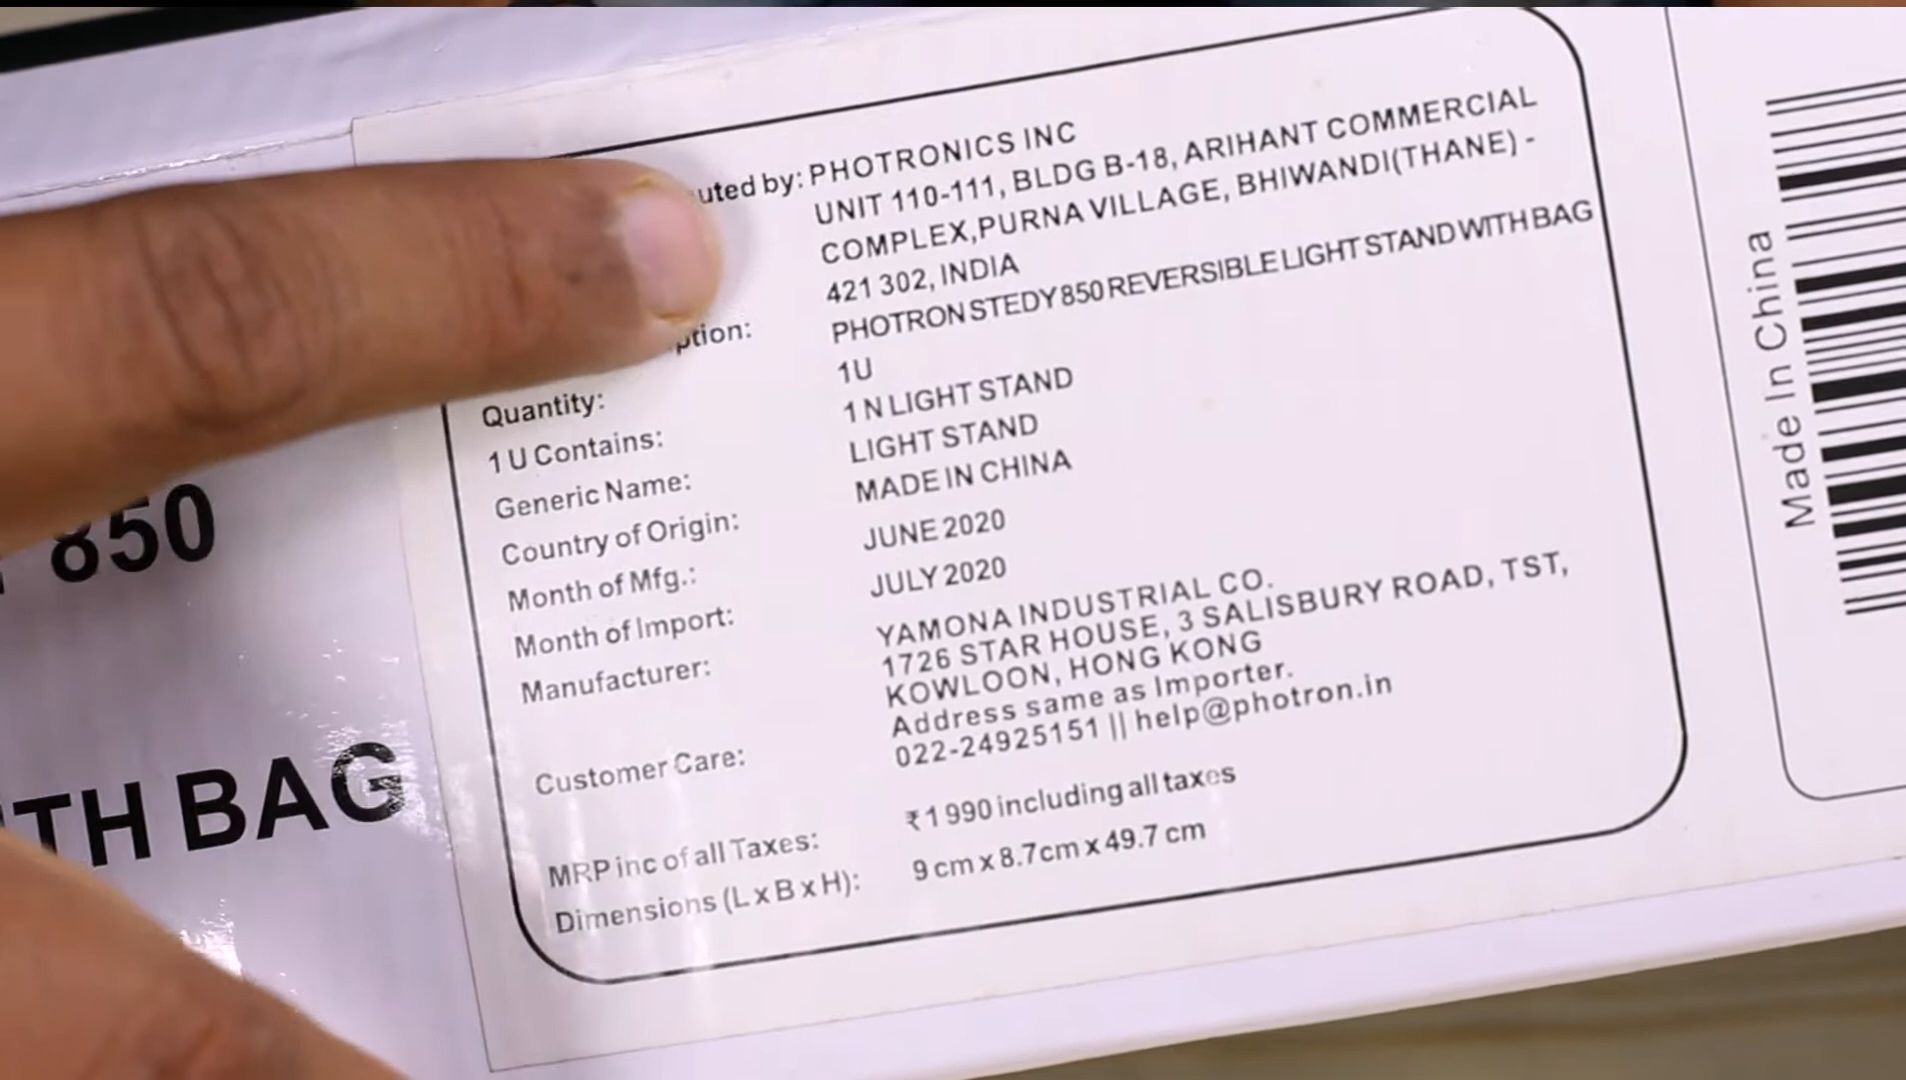 uted by: PHOTRONICS INC
UNIT 110-111, BLDG B-18, ARIHANT COMMERCIAL
COMPLEX,PURNA VILLAGE, BHIWANDI(THANE) -
421 302, INDIA
ption: PHOTRON STEDY 850 REVERSIBLE LIGHT STAND WITH BAG
Quantity: 1U
1 U Contains: 1 N LIGHT STAND
Generic Name: LIGHT STAND
Country of Origin: MADE IN CHINA
Month of Mfg.: JUNE 2020
Month of Import: JULY 2020
Manufacturer: YAMONA INDUSTRIAL CO.
1726 STAR HOUSE, 3 SALISBURY ROAD, TST,
KOWLOON, HONG KONG
Customer Care: Address same as Importer.
022-24925151 || help@photron.in
MRP inc of all Taxes: ₹ 1 990 including all taxes
Dimensions (L x B x H): 9 cm x 8.7cm x 49.7 cm
850
TH BAG
Made In China